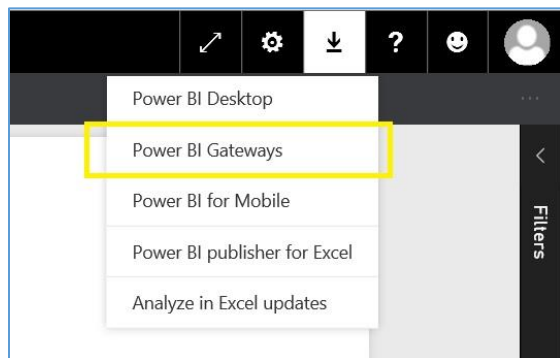 ?
Power BI Desktop
Power BI Gateways
Power BI for Mobile
Power BI publisher for Excel
Analyze in Excel updates
Filters